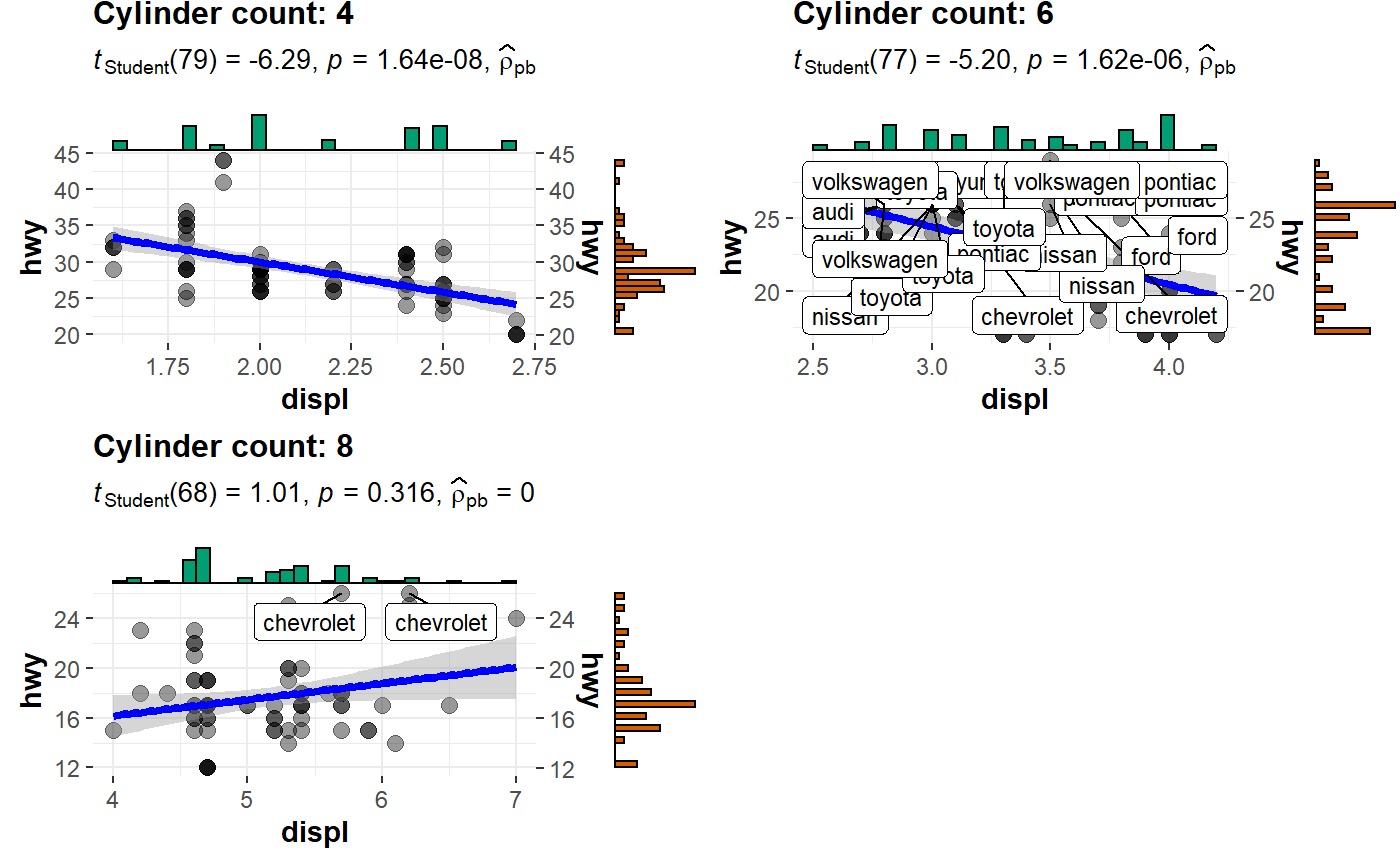 Cylinder count: 4
tStudent(79) = -6.29, p = 1.64e-08, ρ̂pb
45
40
35
30
25
20
hwy
45
40
35
30
25
20
hwy
1.75 2.00 2.25 2.50 2.75
displ
Cylinder count: 6
tStudent(77) = -5.20, p = 1.62e-06, ρ̂pb
25
20
hwy
volkswagen
volkswagen
pontiac
audi
pontiac
pontiac
toyota
ford
audi
volkswagen
pontiac
nissan
ford
toyota
nissan
toyota
nissan
chevrolet
chevrolet
25
20
hwy
2.5 3.0 3.5 4.0
displ
Cylinder count: 8
tStudent(68) = 1.01, p = 0.316, ρ̂pb = 0
24
20
16
12
hwy
chevrolet
chevrolet
24
20
16
12
hwy
4 5 6 7
displ